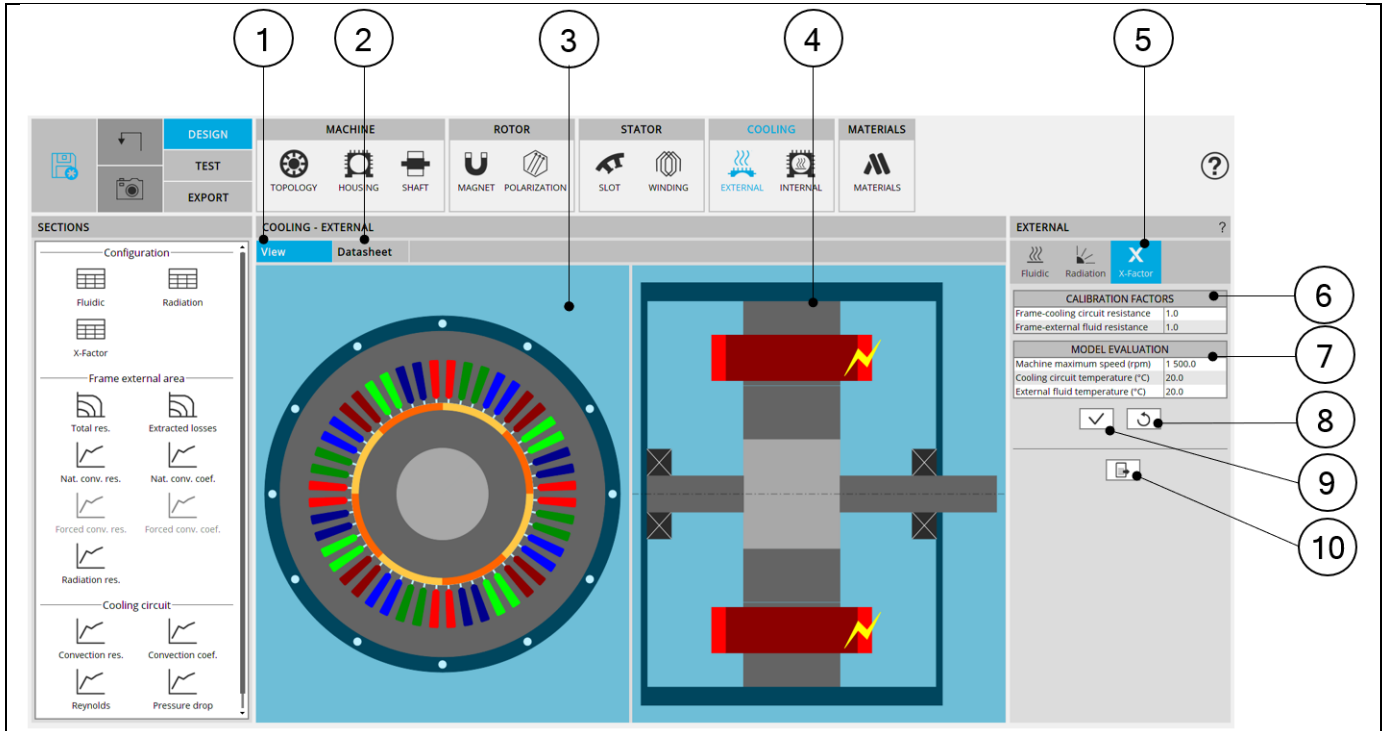 1 2 3 4 5
DESIGN
TEST
EXPORT
MACHINE ROTOR STATOR COOLING MATERIALS
TOPOLOGY HOUSING SHAFT MAGNET POLARIZATION SLOT WINDING EXTERNAL INTERNAL MATERIALS
?
SECTIONS
Configuration
Fluidic Radiation
X-Factor
Frame external area
Total res. Extracted losses
Nat. conv. res. Nat. conv. coef.
Forced conv. res. Forced conv. coef.
Radiation res.
Cooling circuit
Convection res. Convection coef.
Reynolds Pressure drop
COOLING - EXTERNAL
View Datasheet
EXTERNAL ?
X
Fluidic Radiation X-Factor
CALIBRATION FACTORS
Frame-cooling circuit resistance 1.0
Frame-external fluid resistance 1.0
MODEL EVALUATION
Machine maximum speed (rpm) 1 500.0
Cooling circuit temperature (°C) 20.0
External fluid temperature (°C) 20.0
6
7
8
9
10